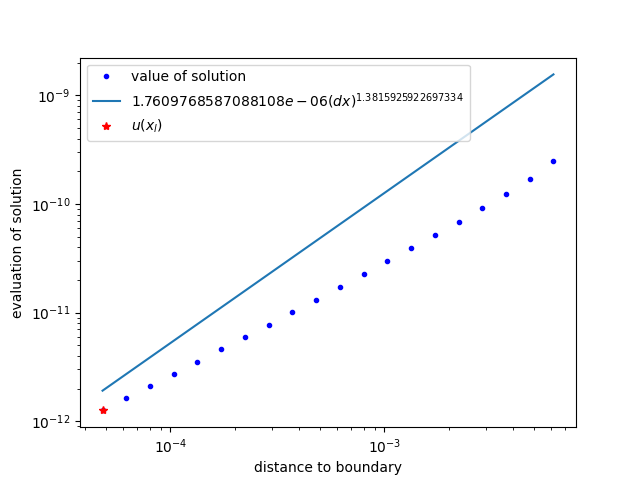 value of solution
1.7609768587088108e − 06(dx)^1.3815925922697334
u(x_l)
10^−9
10^−10
10^−11
10^−12
evaluation of solution
10^−4
10^−3
distance to boundary